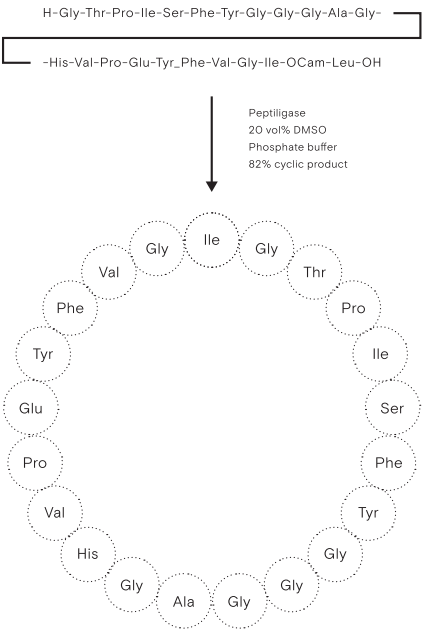 H-Gly-Thr-Pro-Ile-Ser-Phe-Tyr-Gly-Gly-Gly-Ala-Gly-
-His-Val-Pro-Glu-Tyr_Phe-Val-Gly-Ile-OCam-Leu-OH
Peptiligase
20 vol% DMSO
Phosphate buffer
82% cyclic product
Ile
Gly
Thr
Pro
Ile
Ser
Phe
Tyr
Gly
Gly
Gly
Ala
Gly
His
Val
Pro
Glu
Tyr
Phe
Val
Gly